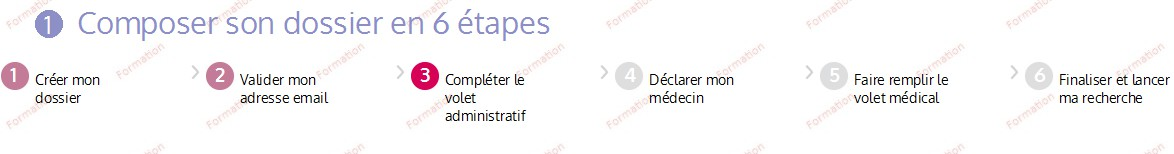 1 Composer son dossier en 6 étapes
1 Créer mon
dossier
2 Valider mon
adresse email
3 Compléter le
volet
administratif
4 Déclarer mon
médecin
5 Faire remplir le
volet médical
6 Finaliser et lancer
ma recherche
Formation